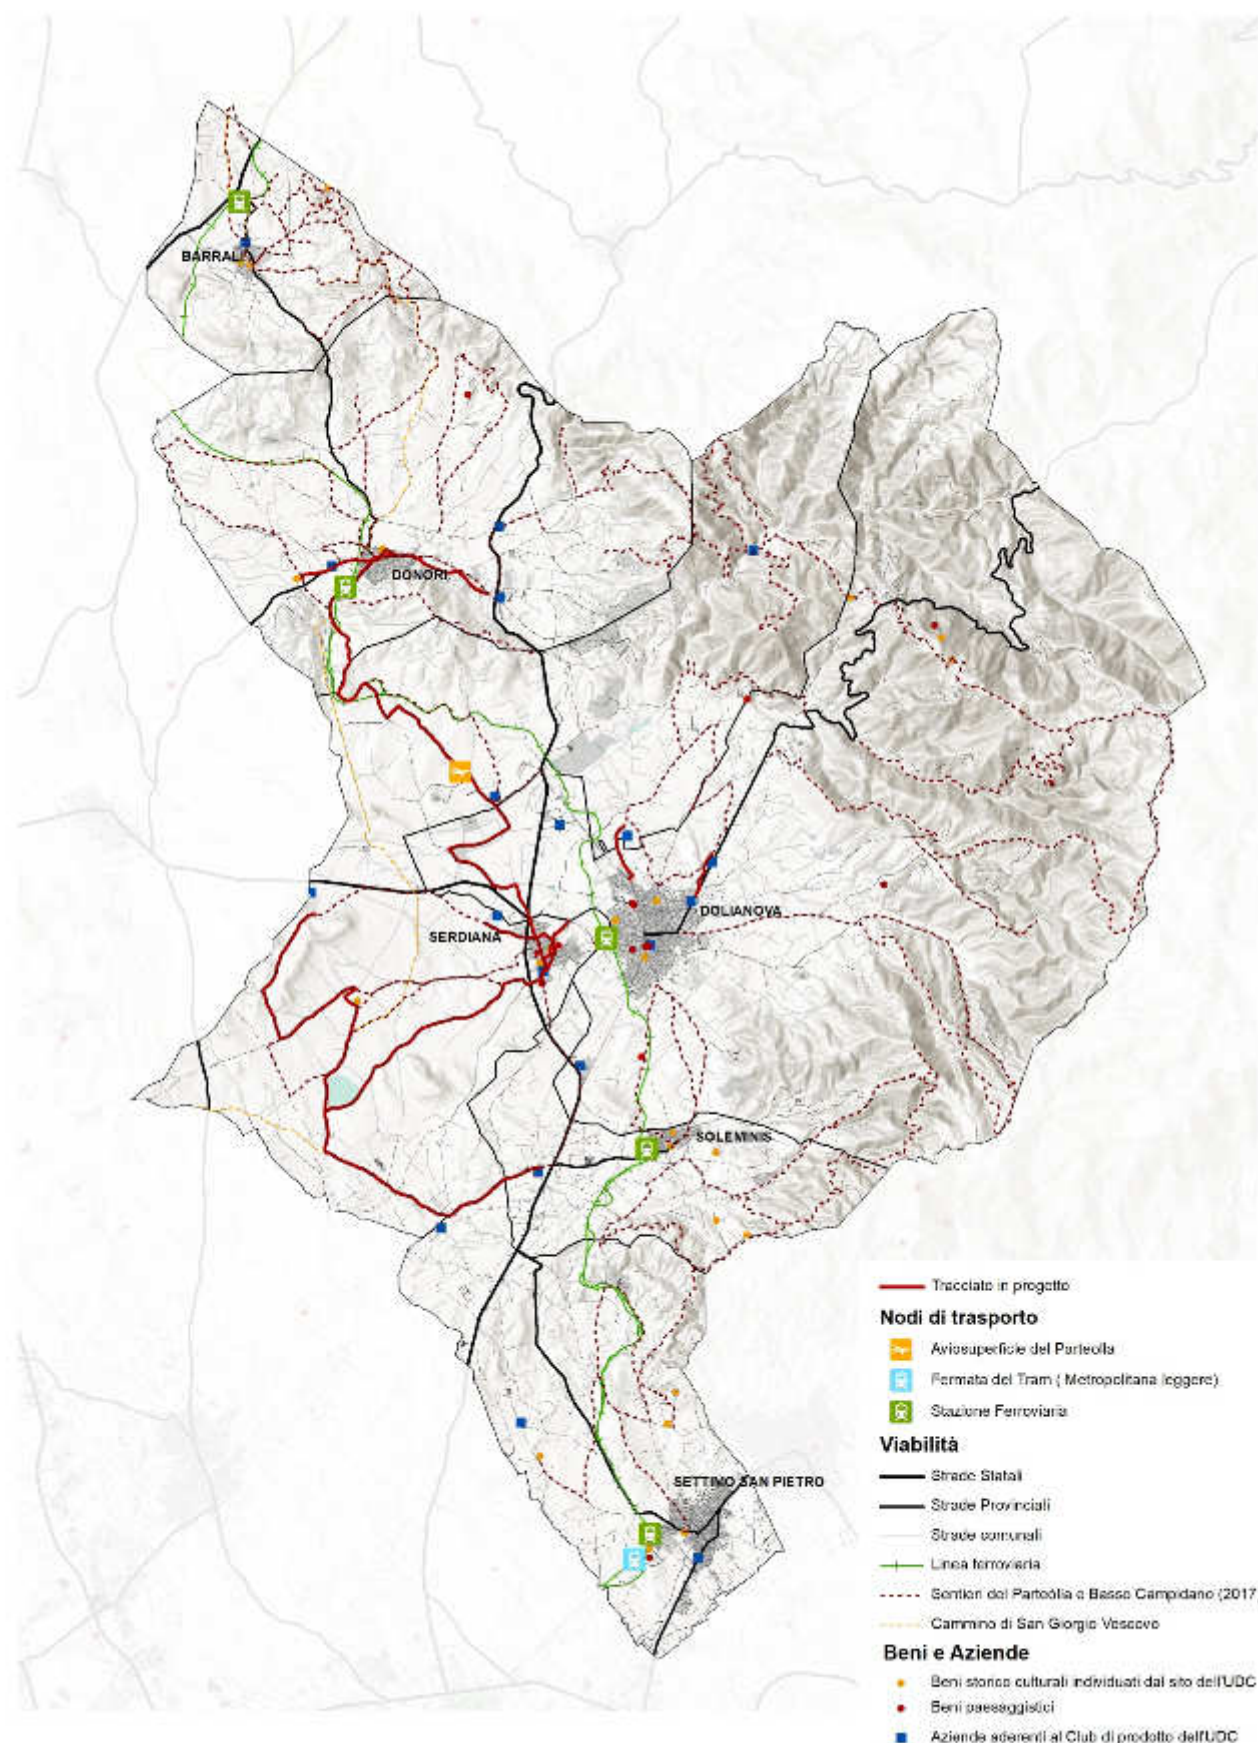 BARRALI
DONORI
DOLIANOVA
SERDIANA
SOLEMINIS
SETTIMO SAN PIETRO
Tracciato in progetto
Nodi di trasporto
Aviosuperficie del Parteolla
Fermata del Tram ( Metropolitana leggere)
Stazione Ferroviaria
Viabilità
Strade Statali
Strade Provinciali
Strade comunali
Linea ferroviaria
Sentieri del Parteòlla e Basso Campidano (2017
Cammino di San Giorgio Vescovo
Beni e Aziende
Beni storico culturali individuati dal sito dell'UDC
Beni paesaggistici
Aziende aderenti al Club di prodotto dell'UDC